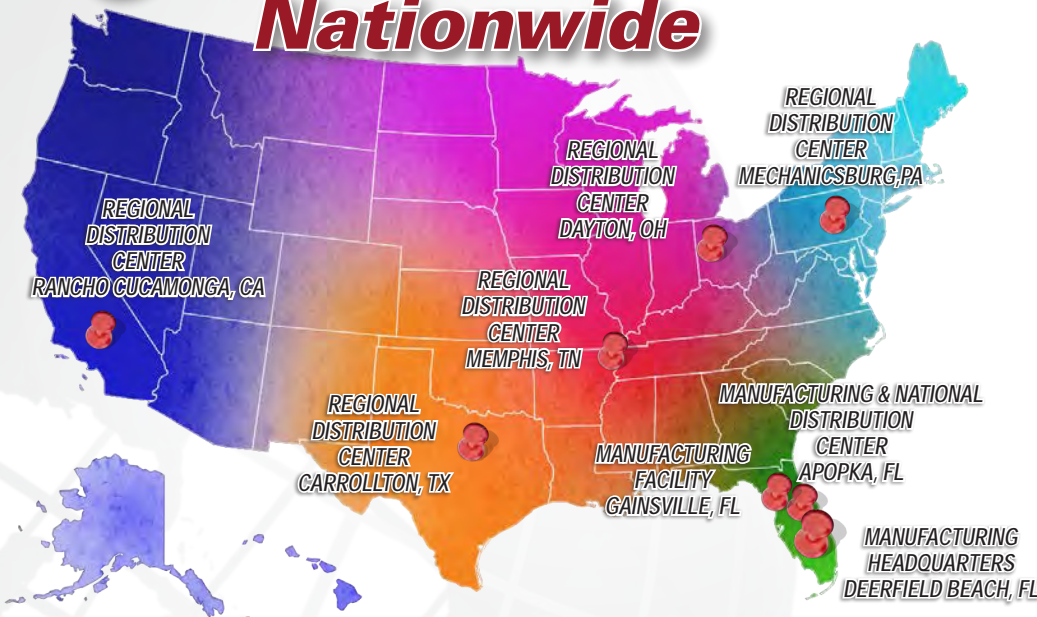 Nationwide
REGIONAL
DISTRIBUTION
CENTER
MECHANICSBURG,PA
REGIONAL
DISTRIBUTION
CENTER
DAYTON, OH
REGIONAL
DISTRIBUTION
CENTER
RANCHO CUCAMONGA, CA
REGIONAL
DISTRIBUTION
CENTER
MEMPHIS, TN
REGIONAL
DISTRIBUTION
CENTER
CARROLLTON, TX
MANUFACTURING & NATIONAL
DISTRIBUTION
CENTER
APOPKA, FL
MANUFACTURING
FACILITY
GAINSVILLE, FL
MANUFACTURING
HEADQUARTERS
DEERFIELD BEACH, FL